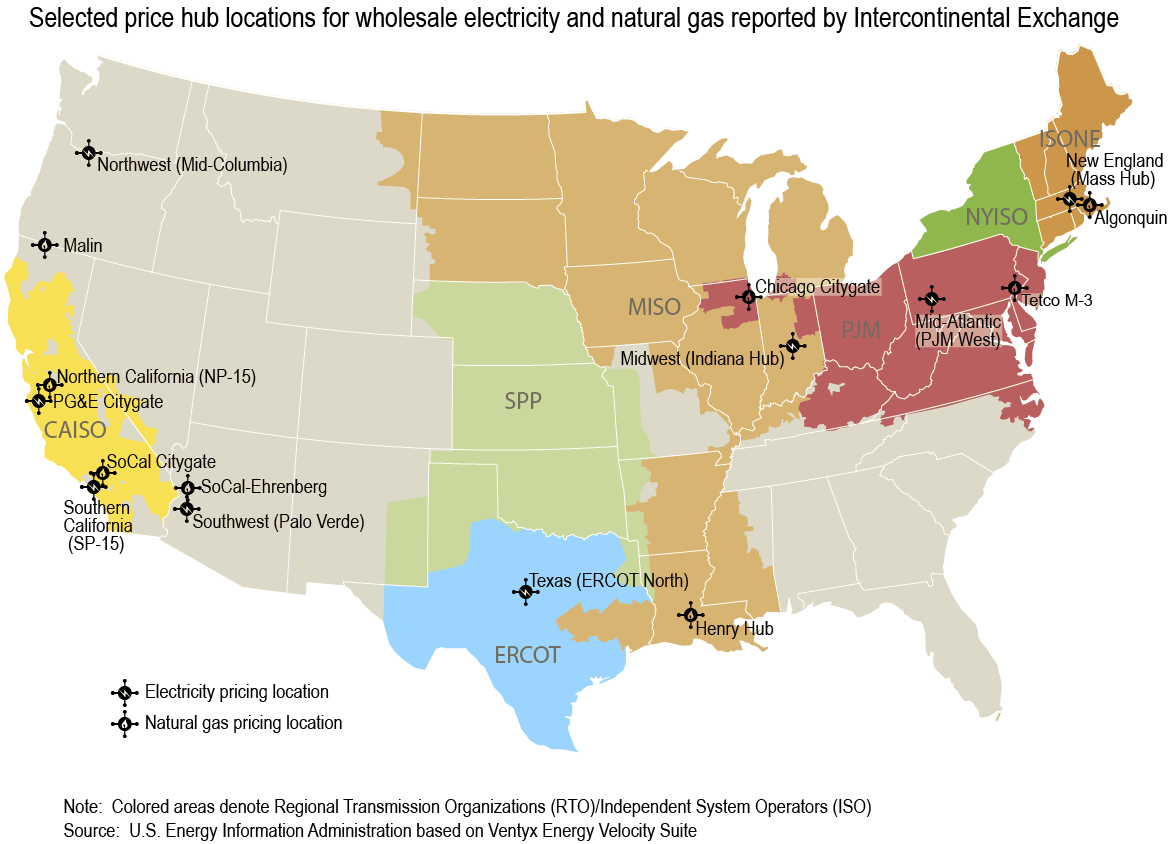 Selected price hub locations for wholesale electricity and natural gas reported by Intercontinental Exchange
ISONE
New England
(Mass Hub)
Algonquin
NYISO
Northwest (Mid-Columbia)
Malin
Chicago Citygate
Tetco M-3
MISO
PJM
Mid-Atlantic
(PJM West)
Midwest (Indiana Hub)
Northern California (NP-15)
PG&E Citygate
CAISO
SPP
SoCal Citygate
SoCal-Ehrenberg
Southern
California
(SP-15)
Southwest (Palo Verde)
Texas (ERCOT North)
Henry Hub
ERCOT
Electricity pricing location
Natural gas pricing location
Note: Colored areas denote Regional Transmission Organizations (RTO)/Independent System Operators (ISO)
Source: U.S. Energy Information Administration based on Ventyx Energy Velocity Suite